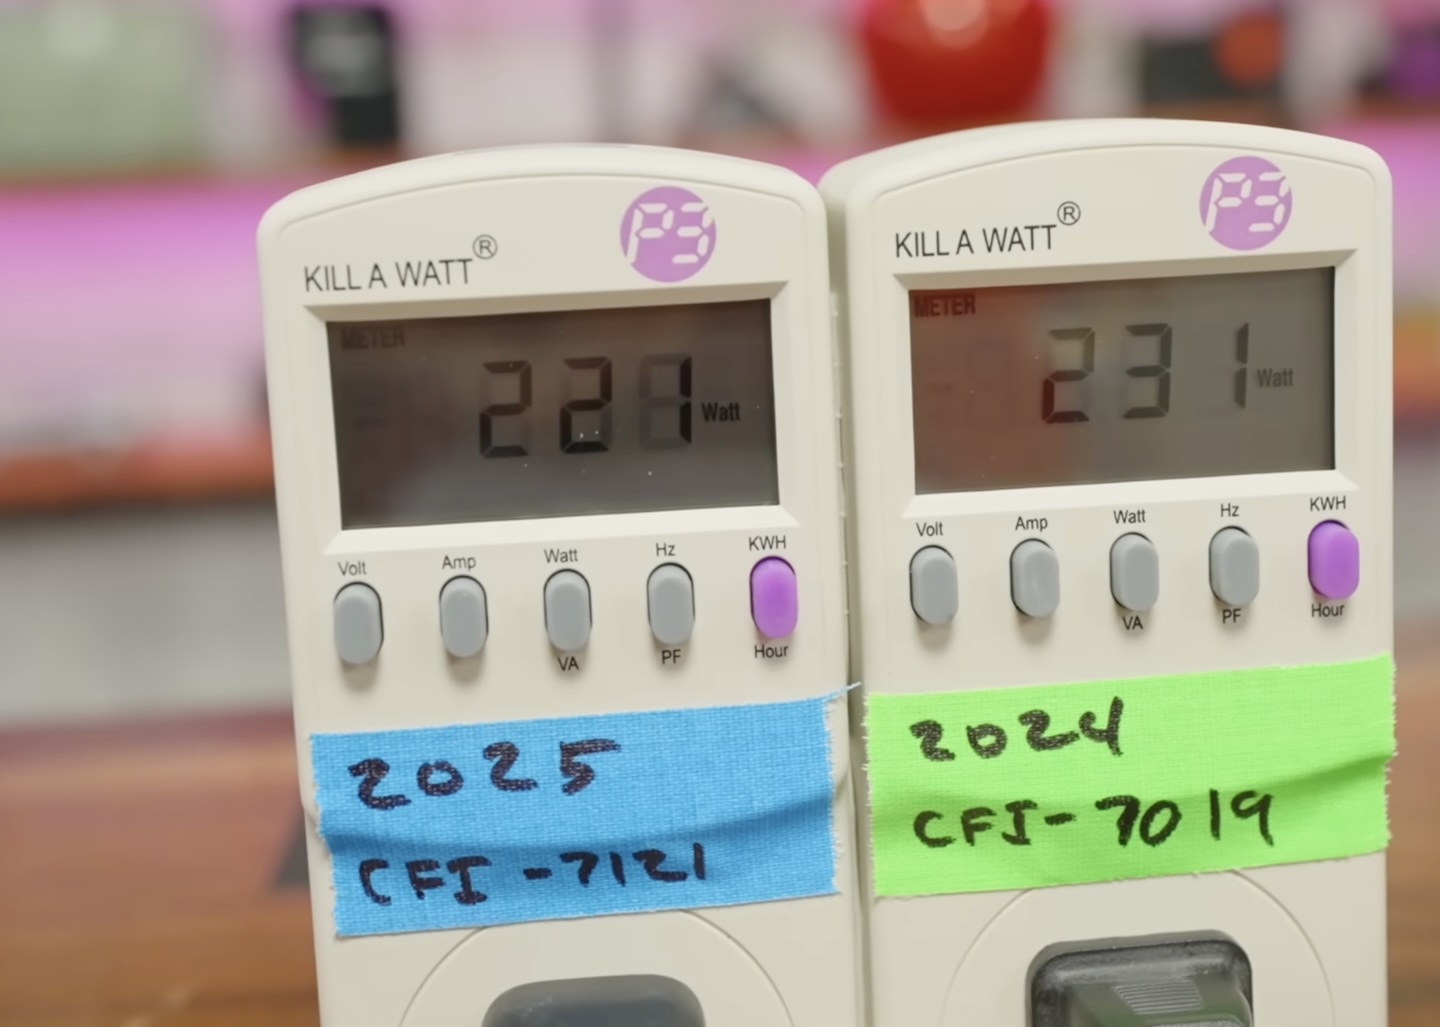 KILL A WATT®
P3
METER
221 Watt
Volt Amp Watt Hz KWH
VA PF Hour
2025
CFI-7121
KILL A WATT®
P3
METER
231 Watt
Volt Amp Watt Hz KWH
VA PF Hour
2024
CFI-7019